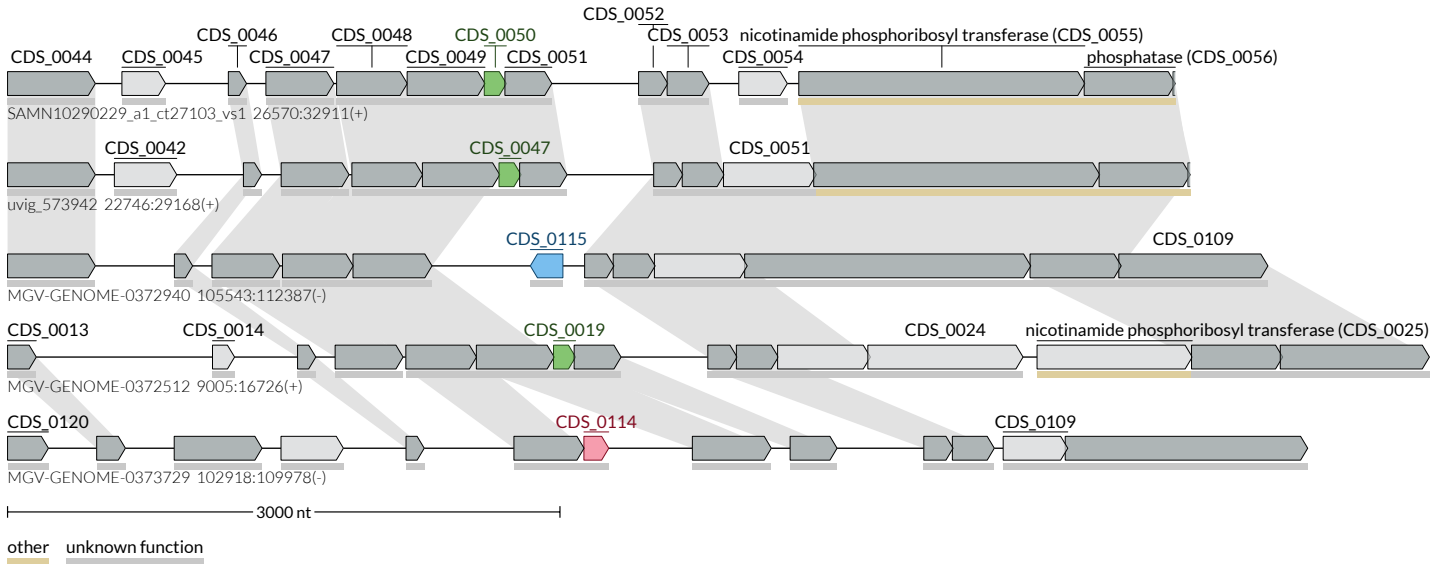 CDS_0052
CDS_0046 CDS_0048 CDS_0050 CDS_0053 nicotinamide phosphoribosyl transferase (CDS_0055)
CDS_0044 CDS_0045 CDS_0047 CDS_0049 CDS_0051 CDS_0054 phosphatase (CDS_0056)
SAMN10290229_a1_ct27103_vs1 26570:32911(+)
CDS_0042 CDS_0047 CDS_0051
uvig_573942 22746:29168(+)
CDS_0115 CDS_0109
MGV-GENOME-0372940 105543:112387(-)
CDS_0013 CDS_0014 CDS_0019 CDS_0024 nicotinamide phosphoribosyl transferase (CDS_0025)
MGV-GENOME-0372512 9005:16726(+)
CDS_0120 CDS_0114 CDS_0109
MGV-GENOME-0373729 102918:109978(-)
3000 nt
other unknown function